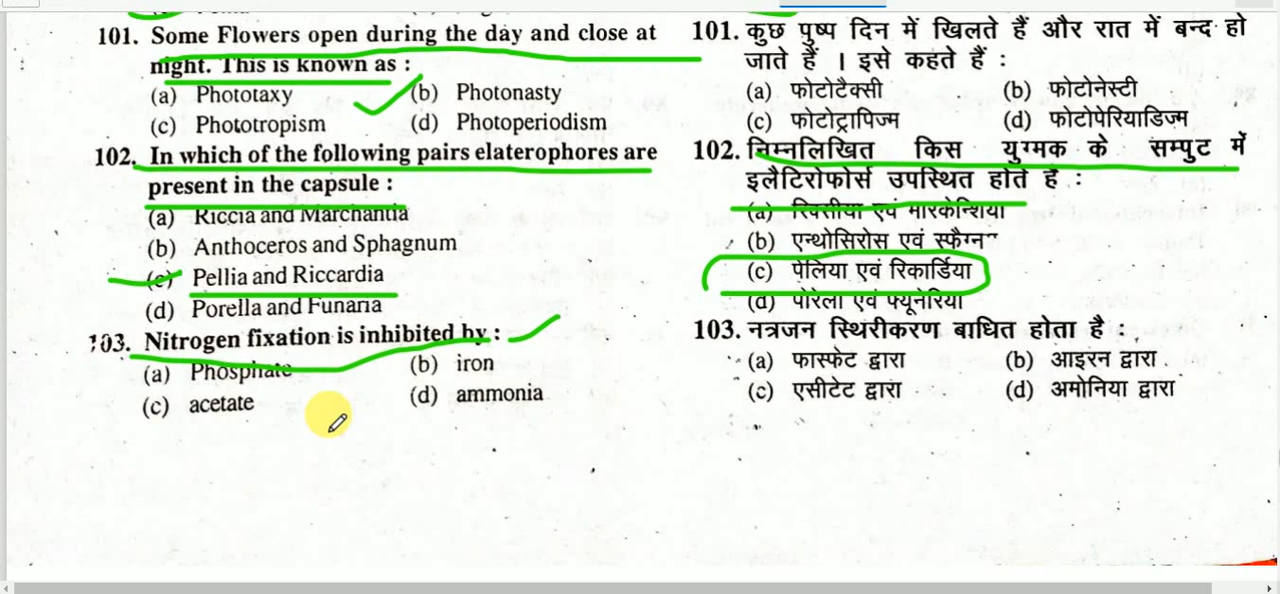 101. Some Flowers open during the day and close at
night. This is known as :
(a) Phototaxy (b) Photonasty
(c) Phototropism (d) Photoperiodism
102. In which of the following pairs elaterophores are
present in the capsule :
(a) Riccia and Marchantia
(b) Anthoceros and Sphagnum
(c) Pellia and Riccardia
(d) Porella and Funaria
103. Nitrogen fixation is inhibited by :
(a) Phosphate (b) iron
(c) acetate (d) ammonia
101. कुछ पुष्प दिन में खिलते हैं और रात में बन्द हो
जाते हैं । इसे कहते हैं :
(a) फोटोटैक्सी (b) फोटोनेस्टी
(c) फोटोट्रापिज्म (d) फोटोपेरियाडिज्म
102. निम्नलिखित किस युग्मक के सम्पुट में
इलैटिरोफोर्स उपस्थित होते हैं :
(a) रिक्सीया एवं मारकेन्शिया
(b) एन्थोसिरोस एवं स्फैग्नम
(c) पेलिया एवं रिकार्डिया
(d) पोरेला एवं फ्यूनेरिया
103. नत्रजन स्थिरीकरण बाधित होता है :
(a) फास्फेट द्वारा (b) आइरन द्वारा
(c) एसीटेट द्वारा (d) अमोनिया द्वारा